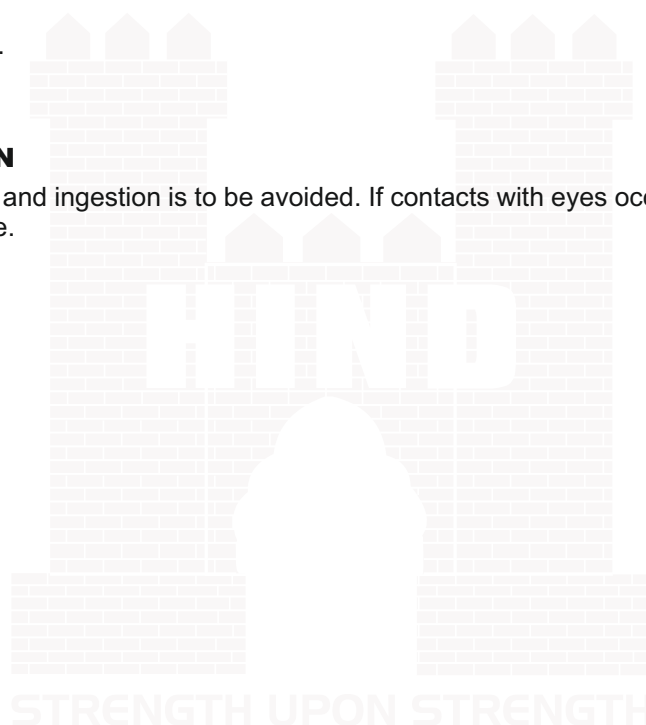 .
N
and ingestion is to be avoided. If contacts with eyes occ
e.
HIND
STRENGTH UPON STRENGTH